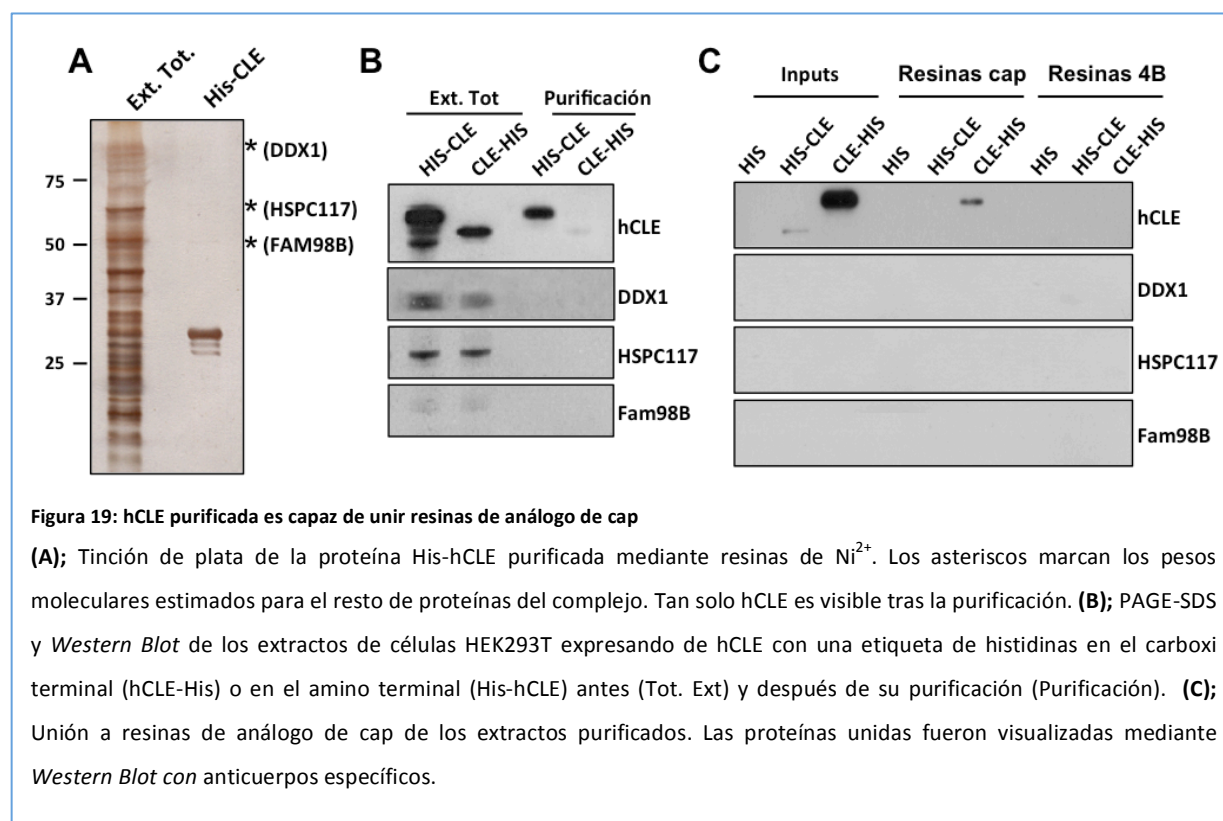 A
B
C
Ext. Tot.
His-CLE
* (DDX1)
* (HSPC117)
* (FAM98B)
75
50
37
25
Ext. Tot
Purificación
HIS-CLE
CLE-HIS
HIS-CLE
CLE-HIS
hCLE
DDX1
HSPC117
Fam98B
Inputs
Resinas cap
Resinas 4B
HIS
HIS-CLE
CLE-HIS
HIS
HIS-CLE
CLE-HIS
HIS
HIS-CLE
CLE-HIS
hCLE
DDX1
HSPC117
Fam98B
Figura 19: hCLE purificada es capaz de unir resinas de análogo de cap
(A); Tinción de plata de la proteína His-hCLE purificada mediante resinas de Ni2+. Los asteriscos marcan los pesos
moleculares estimados para el resto de proteínas del complejo. Tan solo hCLE es visible tras la purificación. (B); PAGE-SDS
y Western Blot de los extractos de células HEK293T expresando de hCLE con una etiqueta de histidinas en el carboxi
terminal (hCLE-His) o en el amino terminal (His-hCLE) antes (Tot. Ext) y después de su purificación (Purificación). (C);
Unión a resinas de análogo de cap de los extractos purificados. Las proteínas unidas fueron visualizadas mediante
Western Blot con anticuerpos específicos.